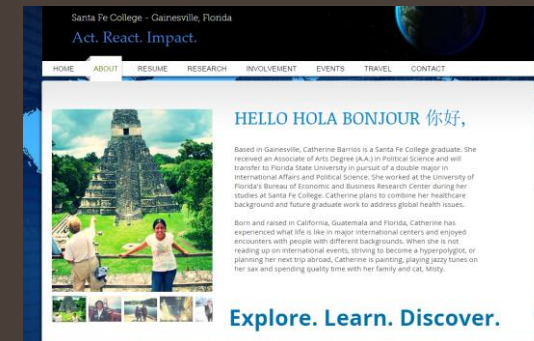 Santa Fe College - Gainesville, Florida
Act. React. Impact.
HOME ABOUT RESUME RESEARCH INVOLVEMENT EVENTS TRAVEL CONTACT
HELLO HOLA BONJOUR 你好,
Based in Gainesville, Catherine Barrios is a Santa Fe College graduate. She
received an Associate of Arts Degree (A.A.) in Political Science and will
transfer to Florida State University in pursuit of a double major in
International Affairs and Political Science. She worked at the University of
Florida's Bureau of Economic and Business Research Center during her
studies at Santa Fe College. Catherine plans to combine her healthcare
background and future graduate work to address global health issues.
Born and raised in California, Guatemala and Florida, Catherine has
experienced what life is like in major international centers and enjoyed
encounters with people with different backgrounds. When she is not
reading up on international events, striving to become a hyperpolyglot, or
planning her next trip abroad, Catherine is painting, playing jazzy tunes on
her sax and spending quality time with her family and cat, Misty.
Explore. Learn. Discover.